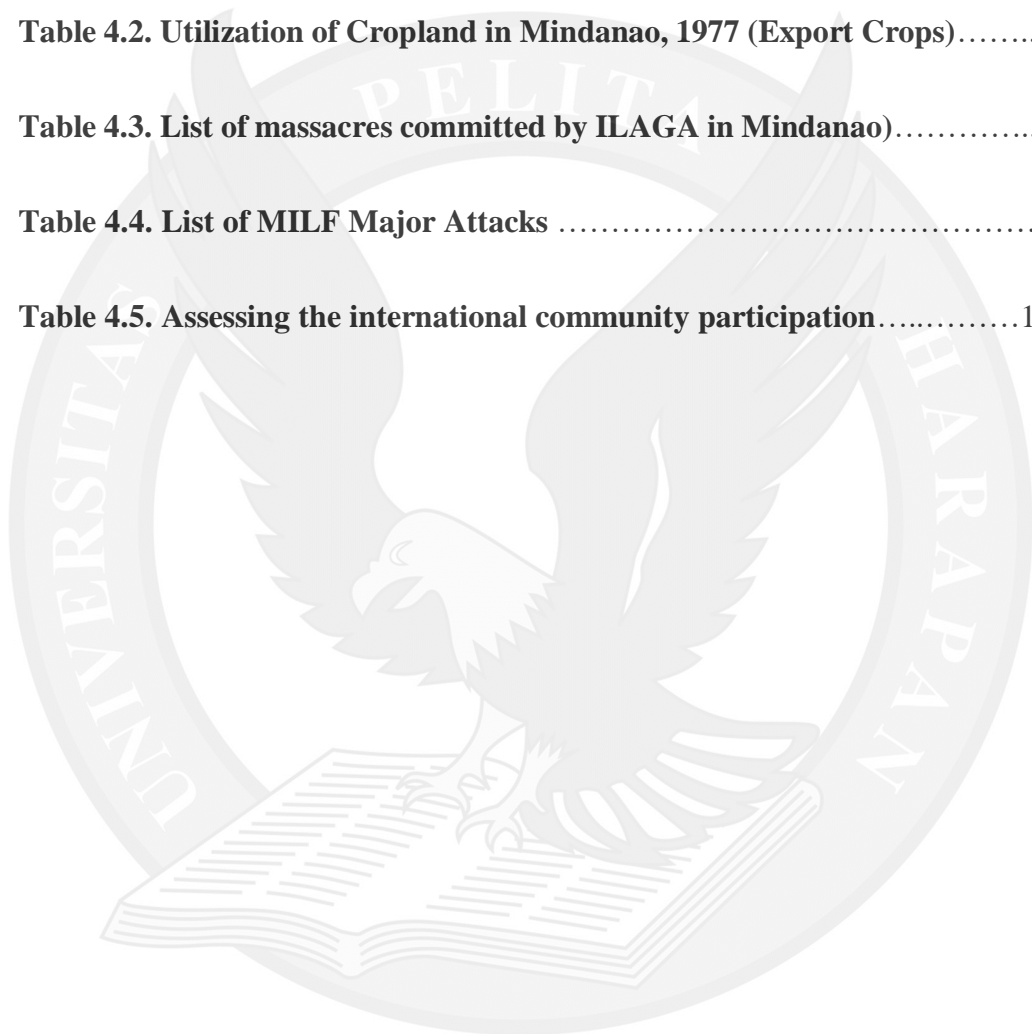 Table 4.2. Utilization of Cropland in Mindanao, 1977 (Export Crops)……..
Table 4.3. List of massacres committed by ILAGA in Mindanao)…………..
Table 4.4. List of MILF Major Attacks ……………………………………….
Table 4.5. Assessing the international community participation…..………1
UNIVERSITAS PELITA HARAPAN